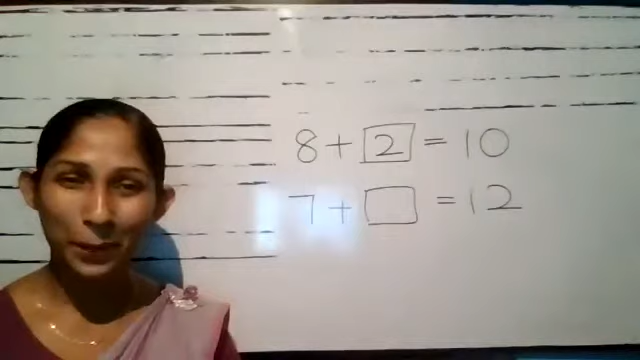 8 + 2 = 10
7 + □ = 12